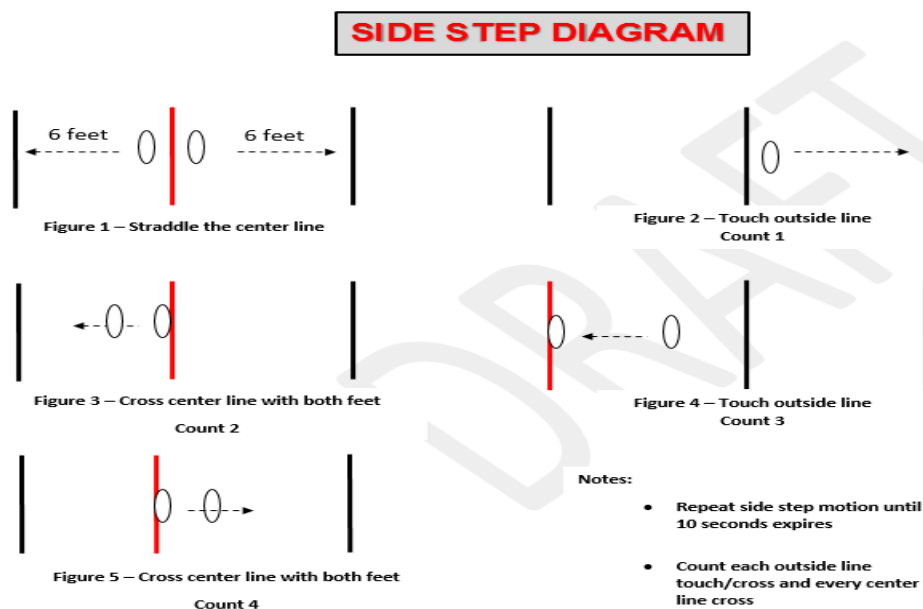 SIDE STEP DIAGRAM
6 feet
6 feet
Figure 1 – Straddle the center line
Figure 2 – Touch outside line
Count 1
Figure 3 – Cross center line with both feet
Count 2
Figure 4 – Touch outside line
Count 3
Figure 5 – Cross center line with both feet
Count 4
Notes:
• Repeat side step motion until
10 seconds expires
• Count each outside line
touch/cross and every center
line cross
DRAFT